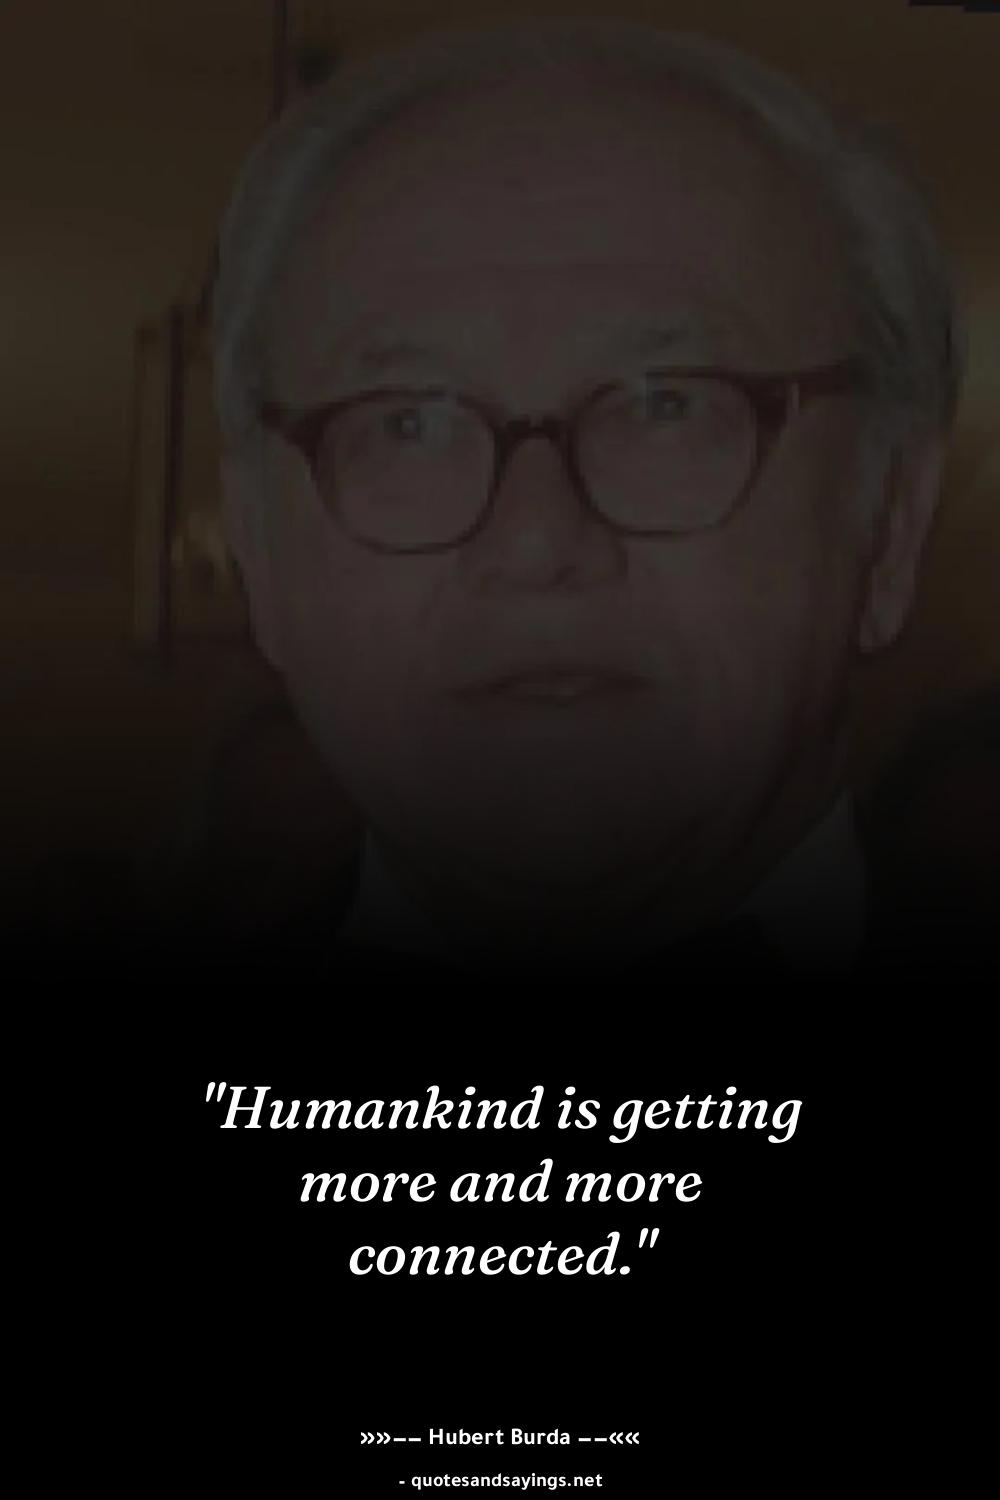 "Humankind is getting
more and more
connected."
»»−− Hubert Burda −−««
- quotesandsayings.net